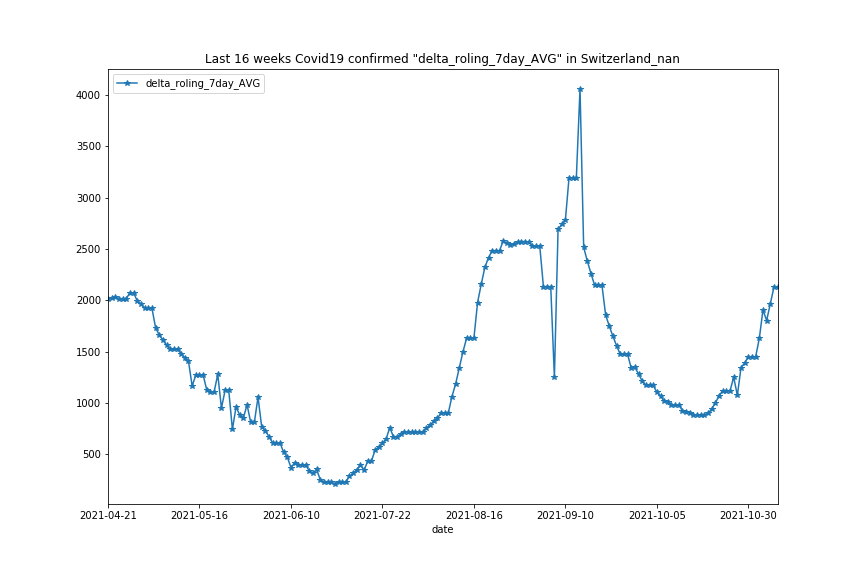 Last 16 weeks Covid19 confirmed "delta_roling_7day_AVG" in Switzerland_nan
delta_roling_7day_AVG
4000
3500
3000
2500
2000
1500
1000
500
2021-04-21 2021-05-16 2021-06-10 2021-07-22 2021-08-16 2021-09-10 2021-10-05 2021-10-30
date